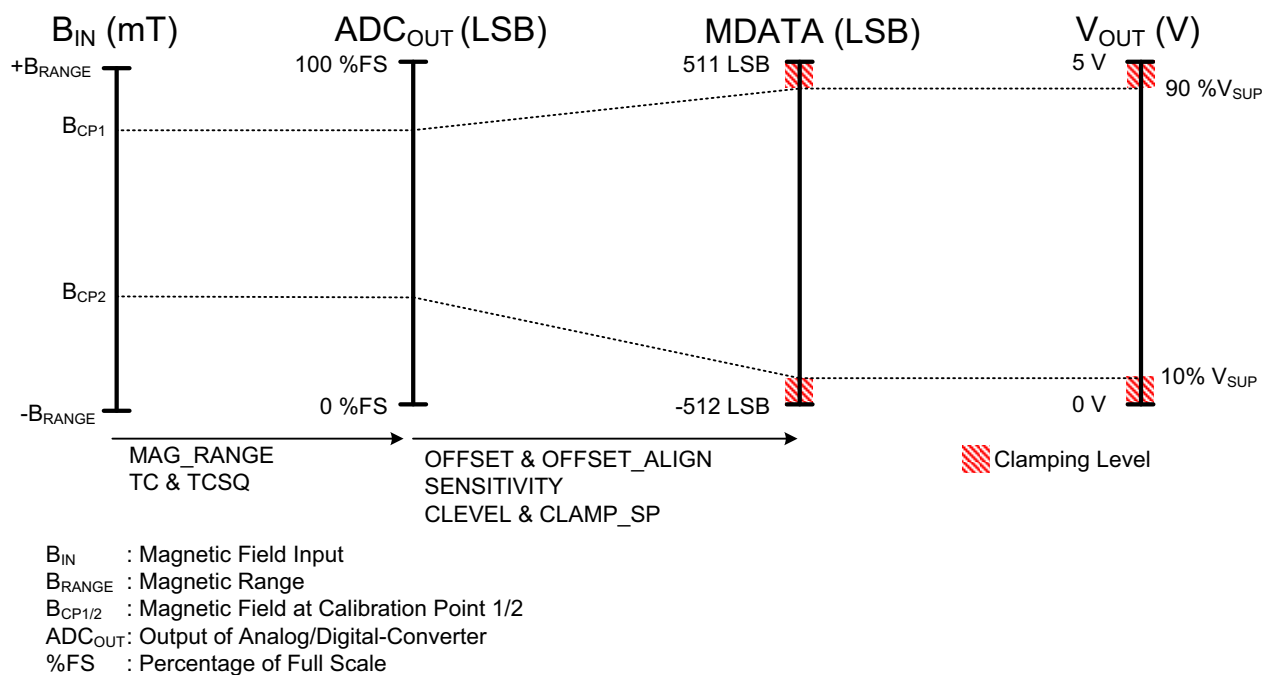 B_IN (mT) ADC_OUT (LSB) MDATA (LSB) V_OUT (V)
+B_RANGE 100 %FS 511 LSB 5 V
90 %V_SUP
B_CP1
B_CP2
10% V_SUP
-B_RANGE 0 %FS -512 LSB 0 V
MAG_RANGE
TC & TCSQ
OFFSET & OFFSET_ALIGN
SENSITIVITY
CLEVEL & CLAMP_SP
Clamping Level
B_IN : Magnetic Field Input
B_RANGE : Magnetic Range
B_CP1/2 : Magnetic Field at Calibration Point 1/2
ADC_OUT: Output of Analog/Digital-Converter
%FS : Percentage of Full Scale